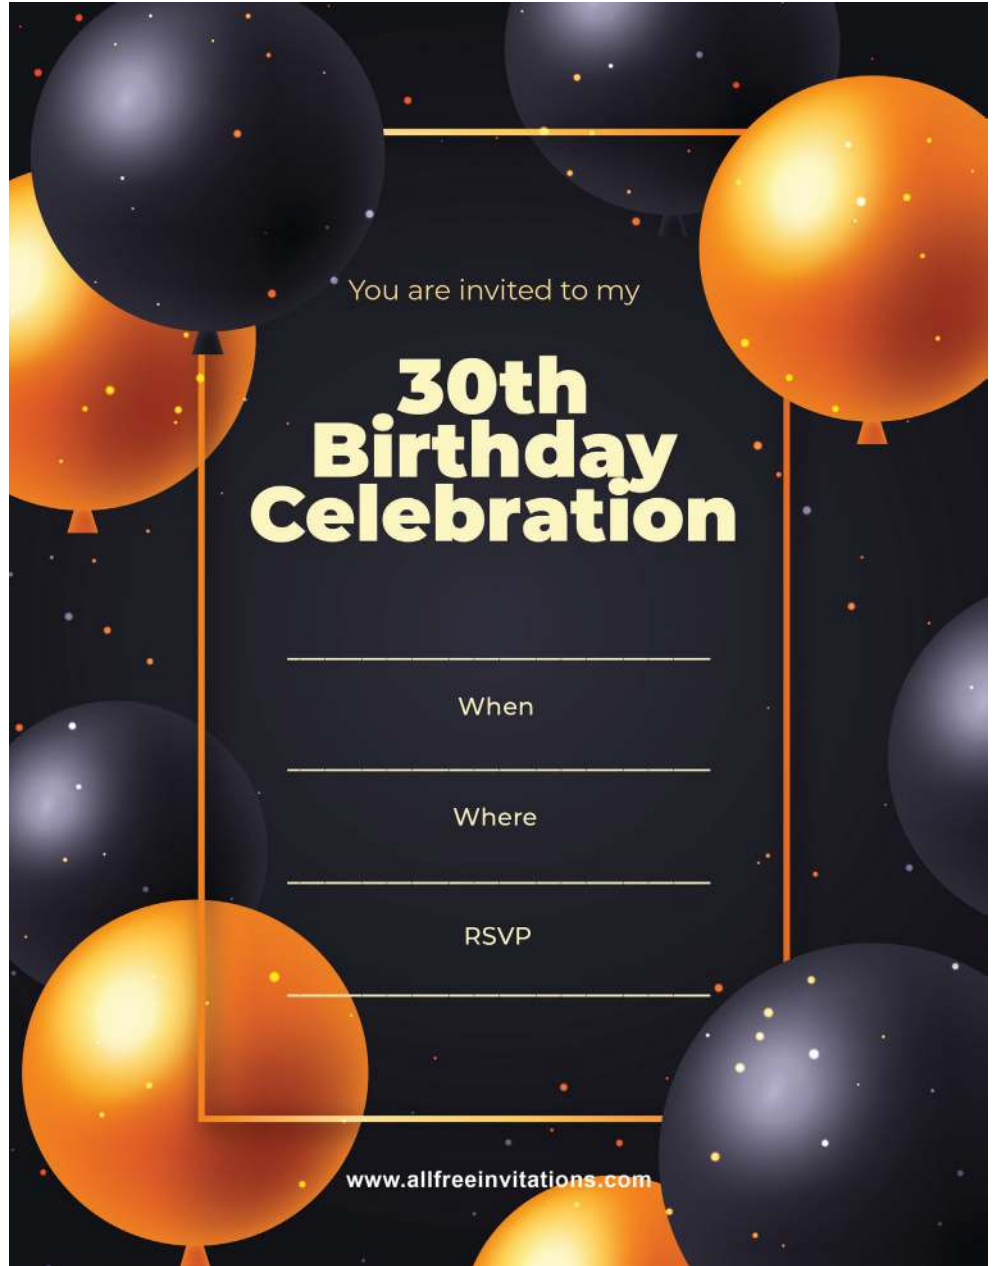 You are invited to my
30th
Birthday
Celebration
When
Where
RSVP
www.allfreeinvitations.com